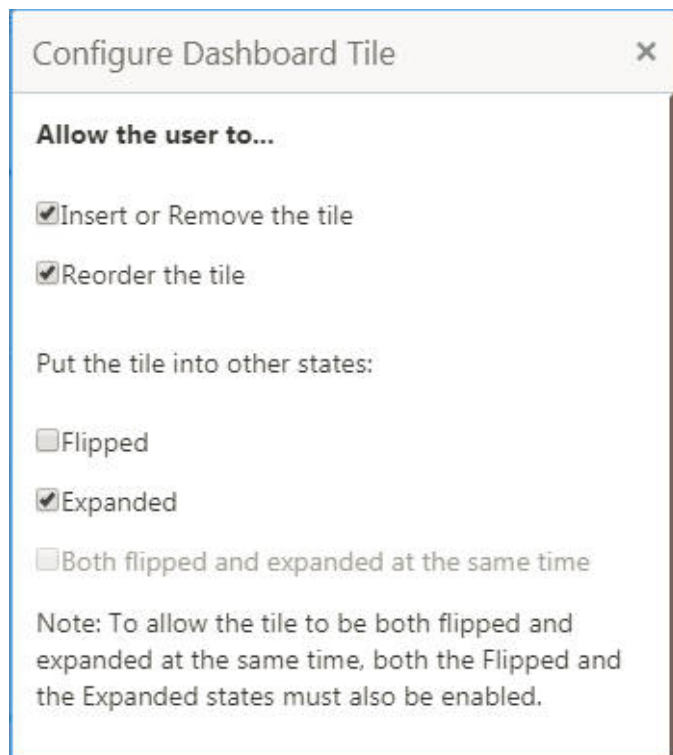 Configure Dashboard Tile
Allow the user to...
Insert or Remove the tile
Reorder the tile
Put the tile into other states:
Flipped
Expanded
Both flipped and expanded at the same time
Note: To allow the tile to be both flipped and
expanded at the same time, both the Flipped and
the Expanded states must also be enabled.